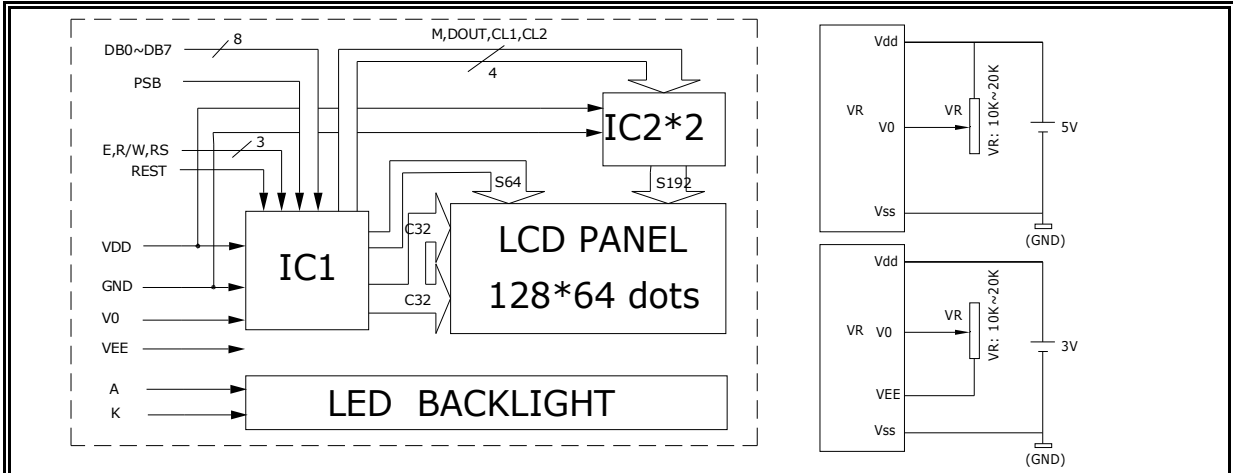 DB0~DB7
8
M,DOUT,CL1,CL2
4
PSB
IC2*2
E,R/W,RS
3
REST
S64
S192
VDD
IC1
C32
LCD PANEL
GND
C32
128*64 dots
V0
VEE
A
LED BACKLIGHT
K
Vdd
VR
VR
V0
VR: 10K~20K
5V
Vss
(GND)
Vdd
VR
VR
V0
VR: 10K~20K
3V
VEE
Vss
(GND)